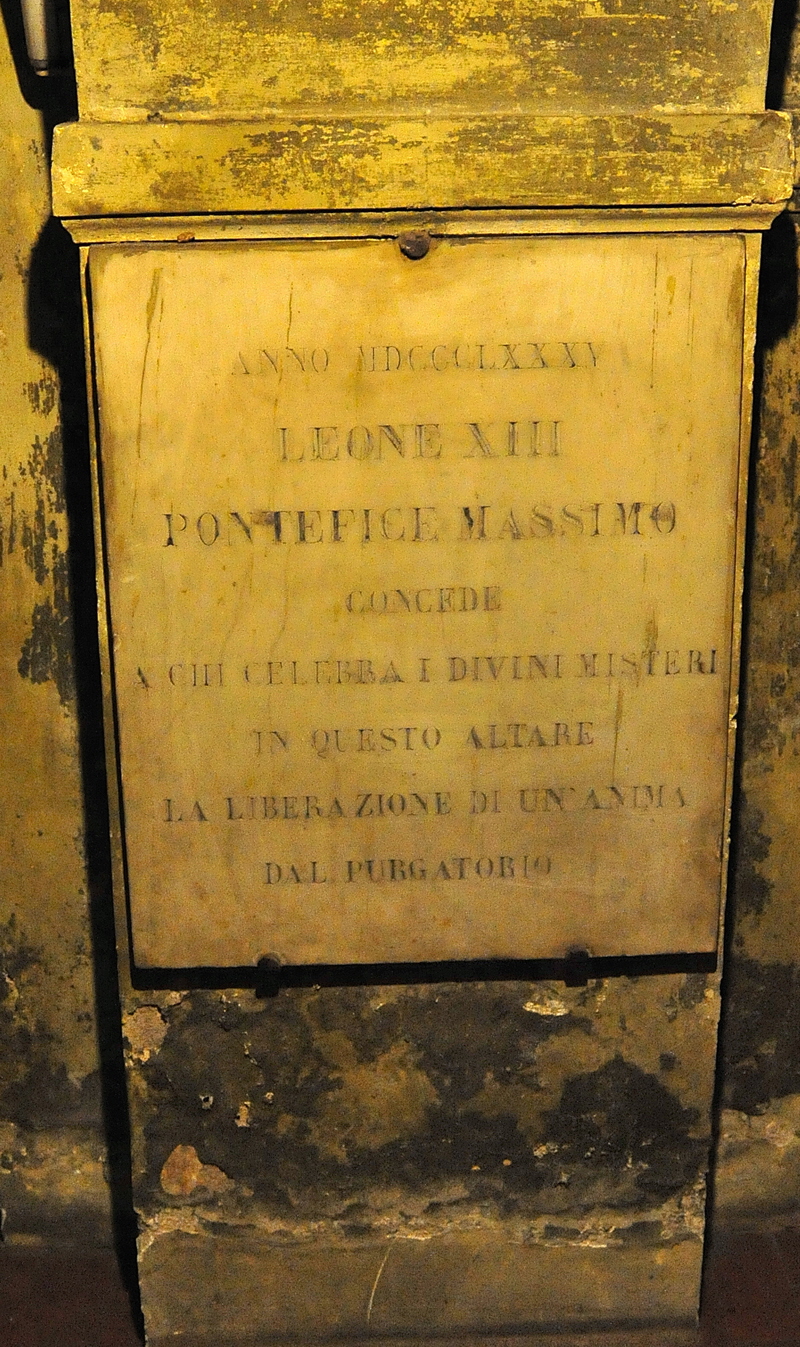 ANNO MDCCCLXXXV
LEONE XIII
PONTEFICE MASSIMO
CONCEDE
A CHI CELEBRA I DIVINI MISTERI
IN QUESTO ALTARE
LA LIBERAZIONE DI UN'ANIMA
DAL PURGATORIO